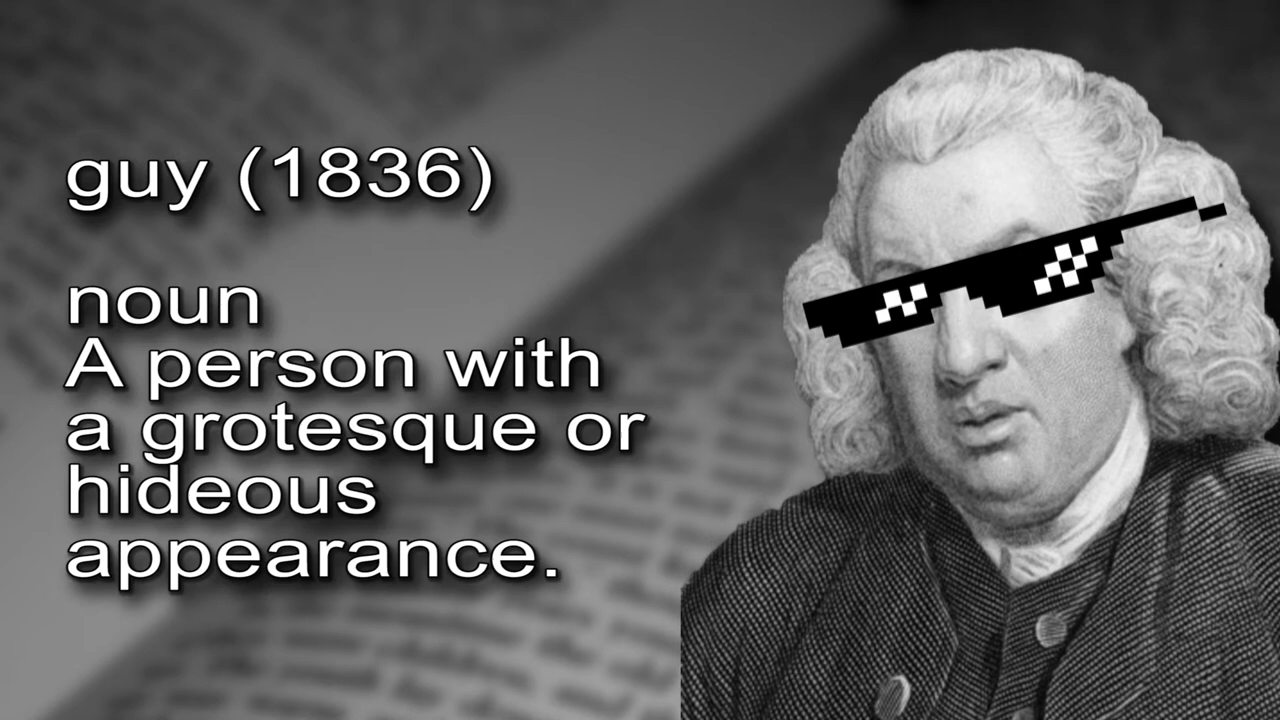 guy (1836)
noun
A person with
a grotesque or
hideous
appearance.